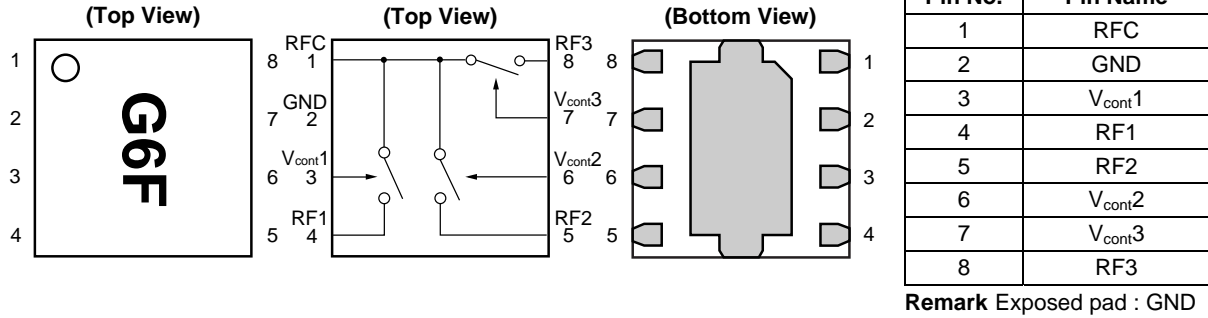 (Top View)
1
2
3
4
8
7
6
5
G6F
(Top View)
RFC
1
GND
2
Vcont1
3
RF1
4
RF3
8
Vcont3
7
Vcont2
6
RF2
5
(Bottom View)
8
7
6
5
1
2
3
4
Pin No. Pin Name
1 RFC
2 GND
3 Vcont1
4 RF1
5 RF2
6 Vcont2
7 Vcont3
8 RF3
Remark Exposed pad : GND